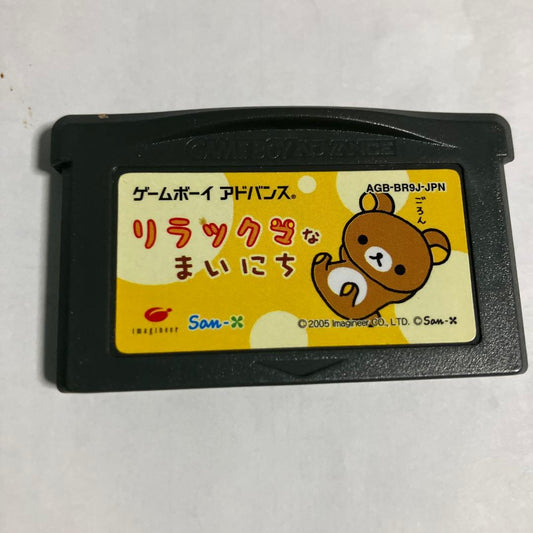 GAME BOY ADVANCE
ゲームボーイ アドバンス®
AGB-BR9J-JPN
ごろん
リラックマな
まいにち
imagineer
San-x
© 2005 Imagineer CO., LTD. © San-x